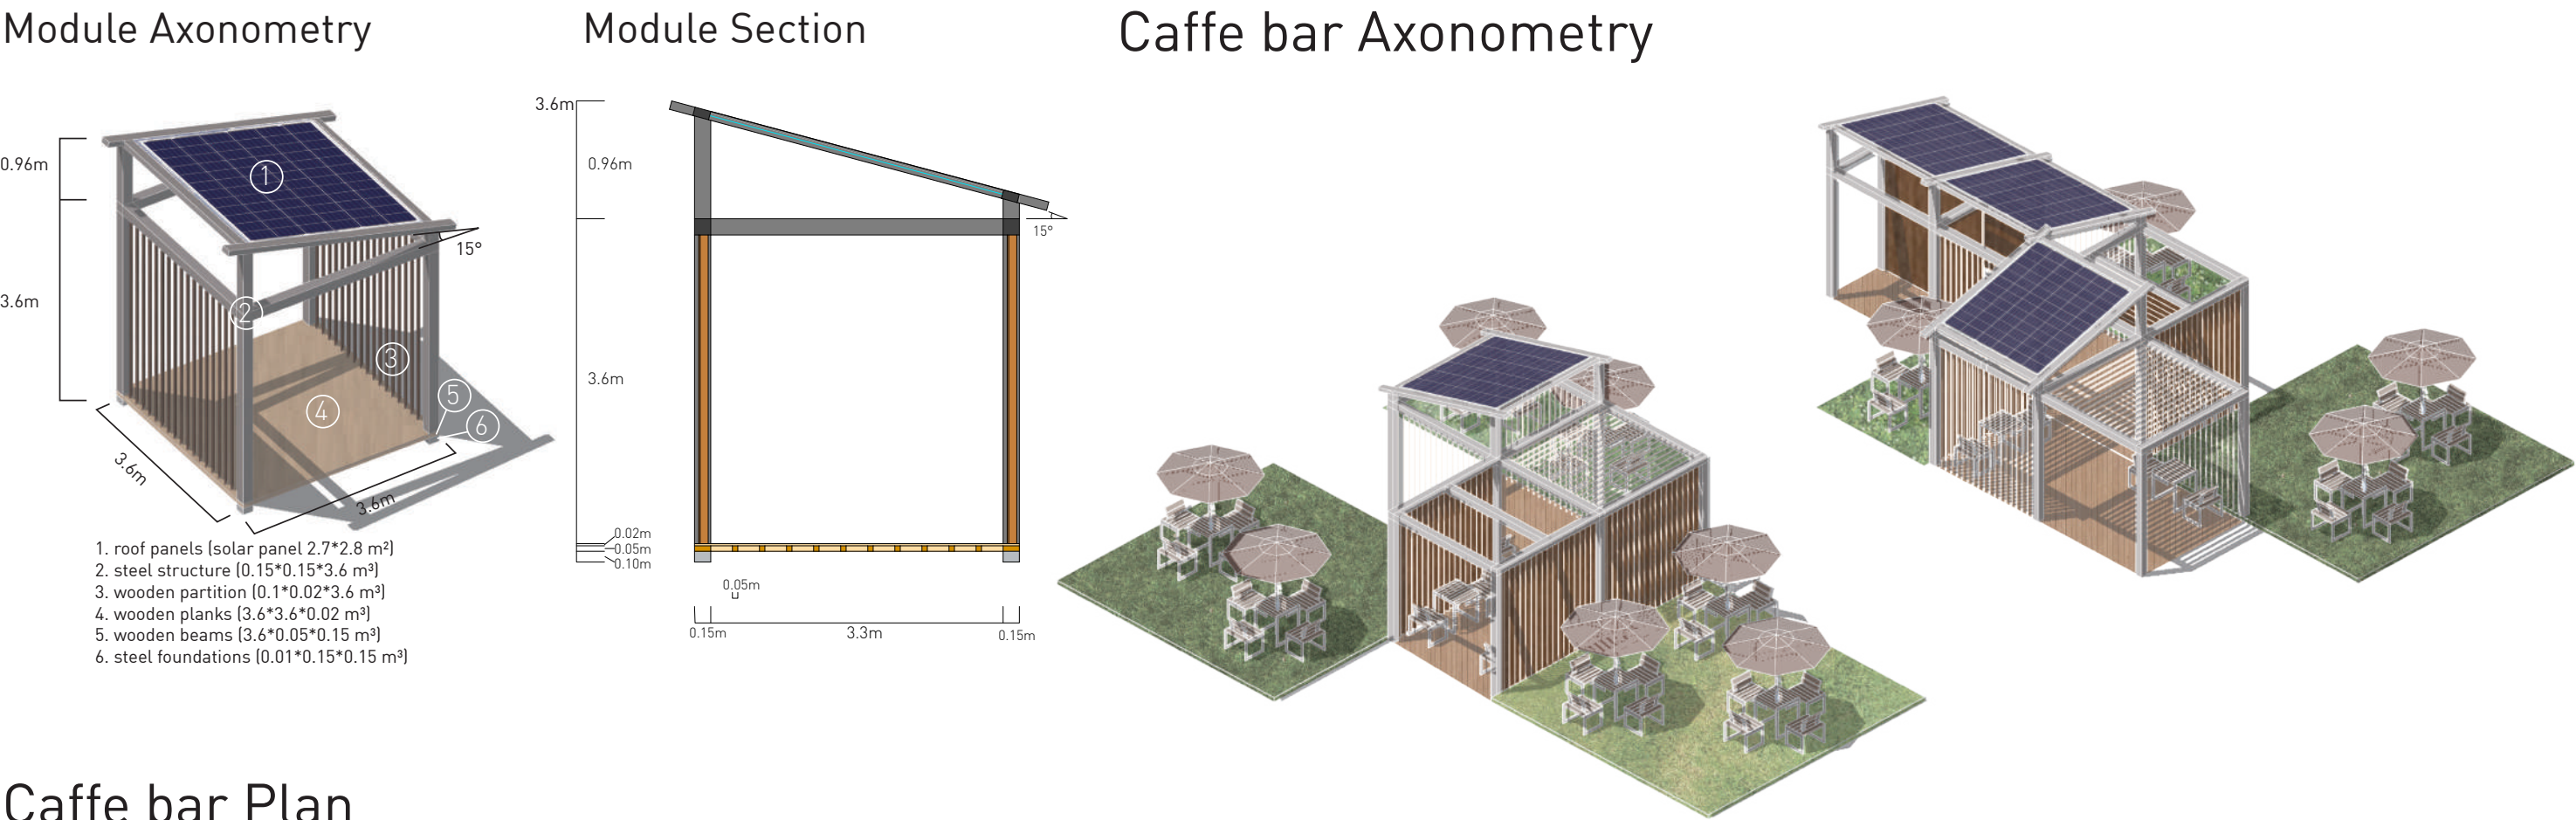 Module Axonometry
Module Section
Caffe bar Axonometry
0.96m
3.6m
1
2
3
4
5
6
15°
3.6m
3.6m
1. roof panels (solar panel 2.7*2.8 m²)
2. steel structure (0.15*0.15*3.6 m³)
3. wooden partition (0.1*0.02*3.6 m³)
4. wooden planks (3.6*3.6*0.02 m³)
5. wooden beams (3.6*0.05*0.15 m³)
6. steel foundations (0.01*0.15*0.15 m³)
3.6m
0.96m
15°
3.6m
0.02m
0.05m
0.10m
0.05m
0.15m
3.3m
0.15m
Caffe bar Plan